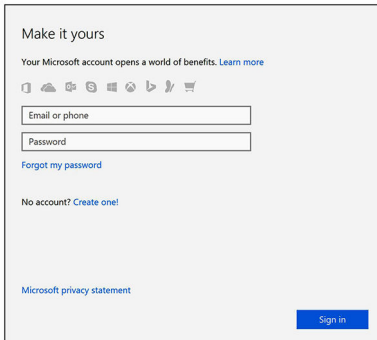 Make it yours
Your Microsoft account opens a world of benefits. Learn more
Email or phone
Password
Forgot my password
No account? Create one!
Microsoft privacy statement
Sign in